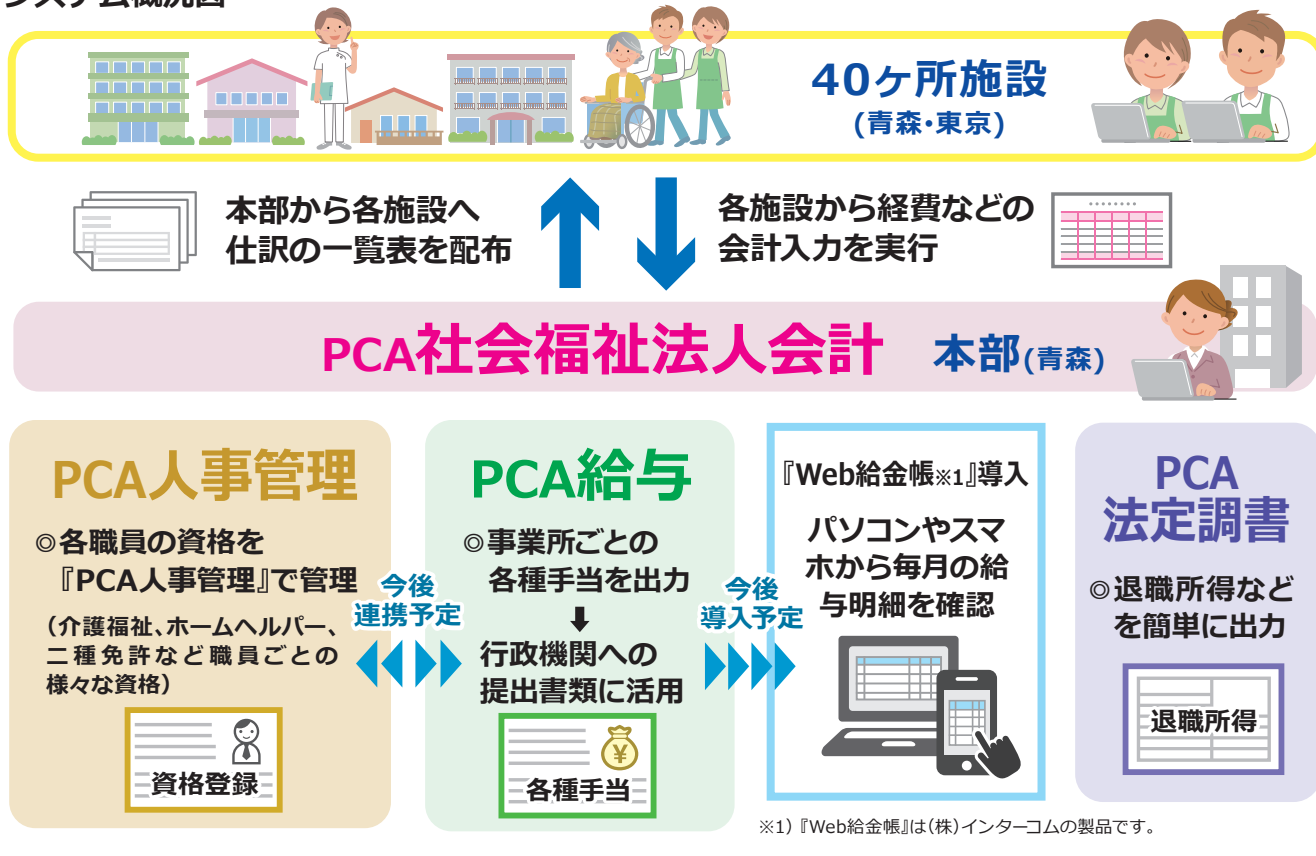 システム概況図
40ヶ所施設
(青森・東京)
本部から各施設へ
仕訳の一覧表を配布
各施設から経費などの
会計入力を実行
PCA社会福祉法人会計 本部(青森)
PCA人事管理
◎各職員の資格を
『PCA人事管理』で管理
(介護福祉、ホームヘルパー、
二種免許など職員ごとの
様々な資格)
資格登録
今後
連携予定
PCA給与
◎事業所ごとの
各種手当を出力
⬇
行政機関への
提出書類に活用
¥
各種手当
今後
導入予定
『Web給金帳※1』導入
パソコンやスマ
ホから毎月の給
与明細を確認
PCA
法定調書
◎退職所得など
を簡単に出力
退職所得
※1)『Web給金帳』は(株)インターコムの製品です。